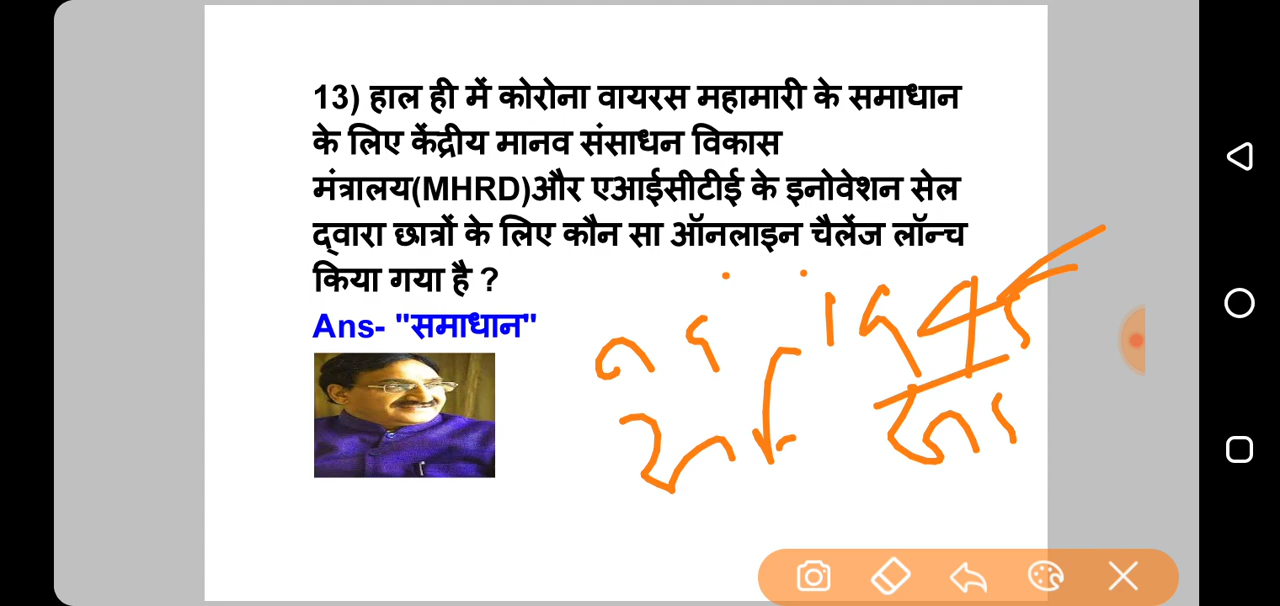 13) हाल ही में कोरोना वायरस महामारी के समाधान
के लिए केंद्रीय मानव संसाधन विकास
मंत्रालय(MHRD)और एआईसीटीई के इनोवेशन सेल
द्वारा छात्रों के लिए कौन सा ऑनलाइन चैलेंज लॉन्च
किया गया है ?
Ans- "समाधान"